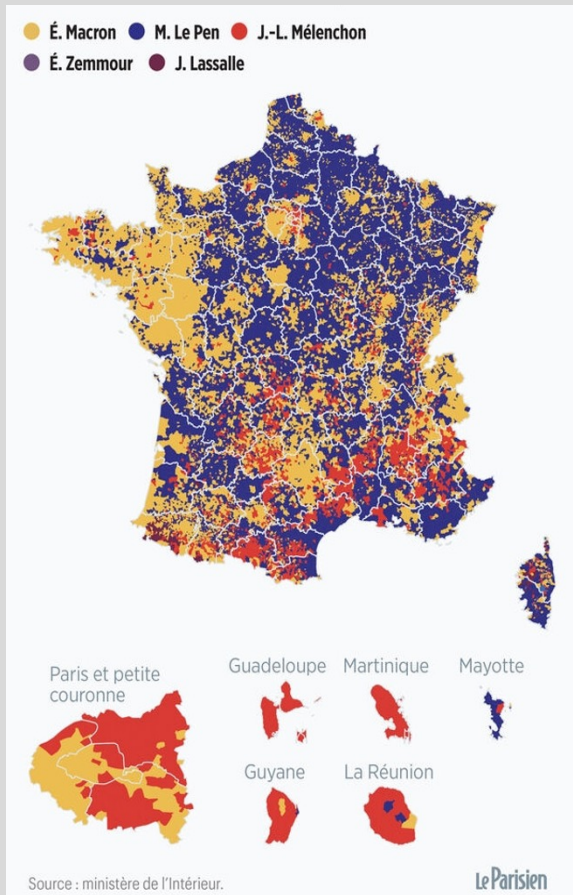 É. Macron M. Le Pen J.-L. Mélenchon
É. Zemmour J. Lassalle
Paris et petite
couronne
Guadeloupe Martinique Mayotte
Guyane La Réunion
Source : ministère de l'Intérieur.
Le Parisien